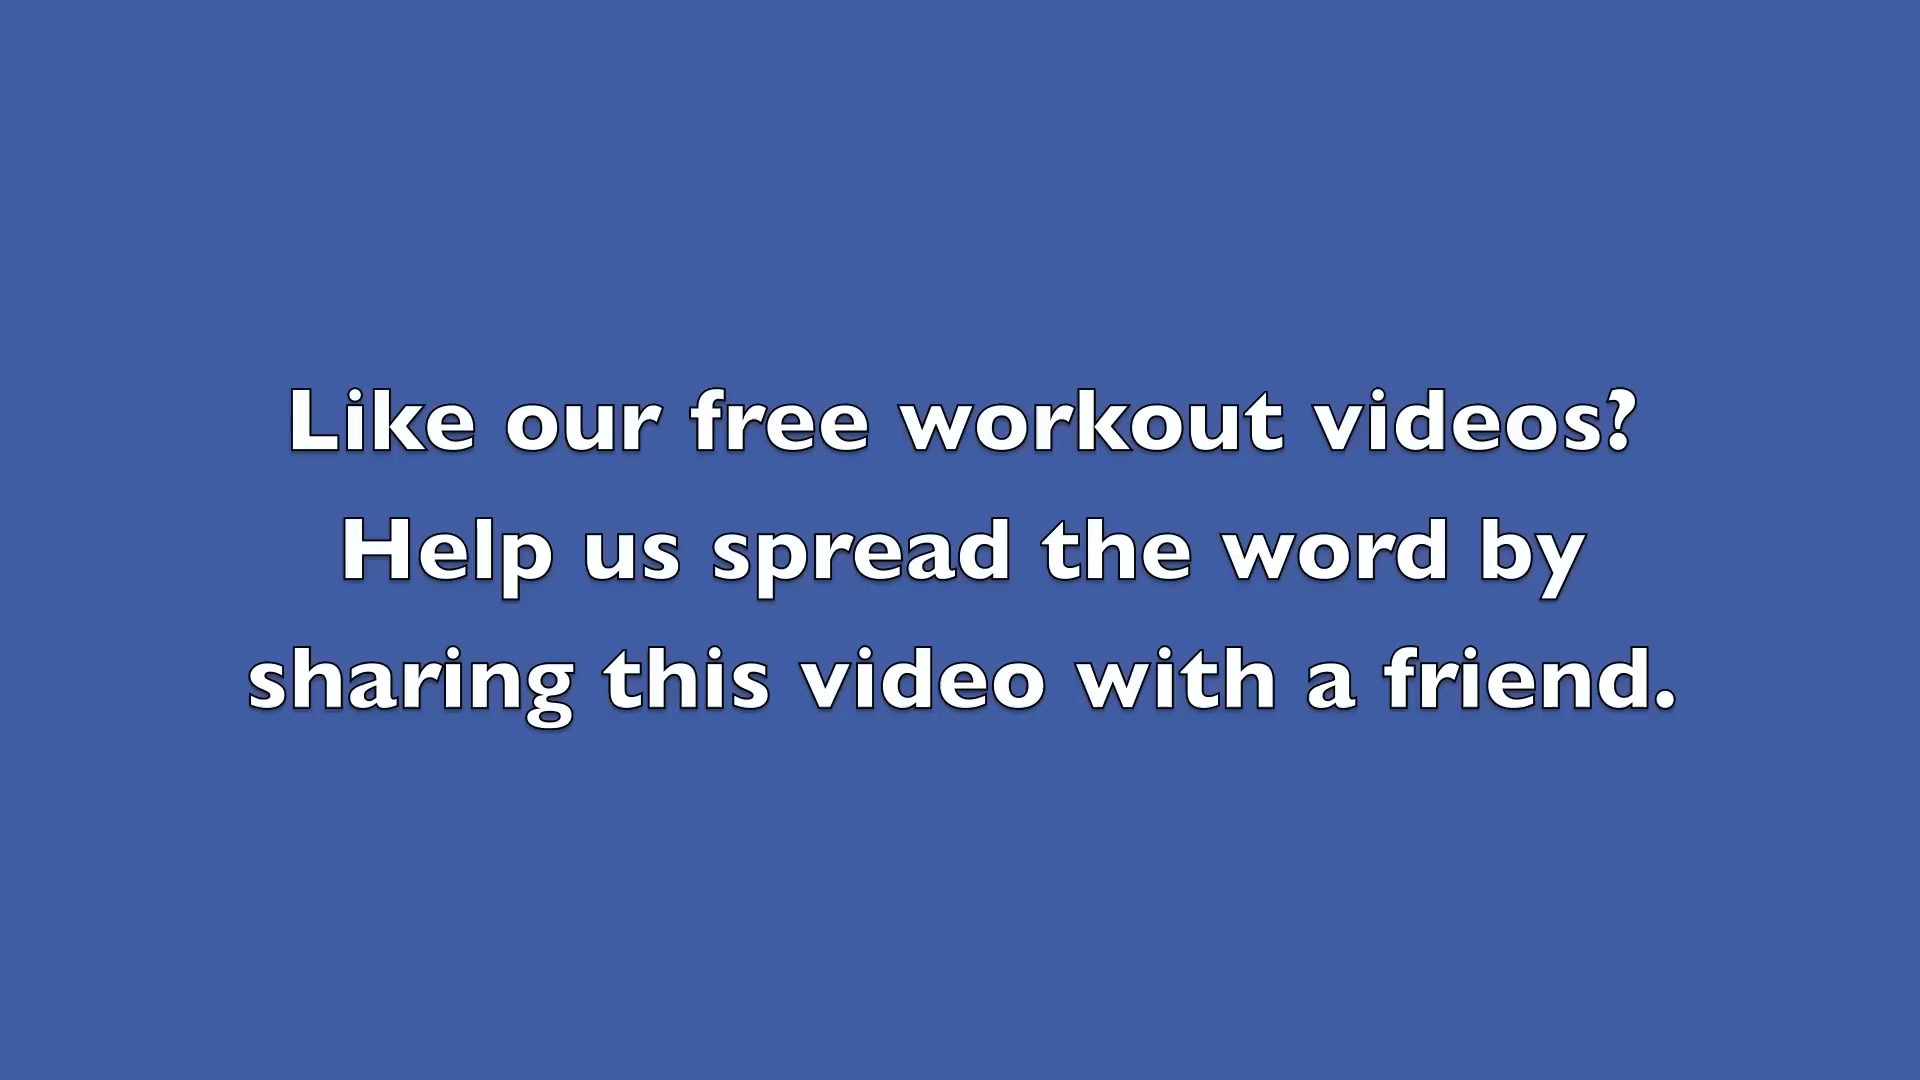 Like our free workout videos?
Help us spread the word by
sharing this video with a friend.